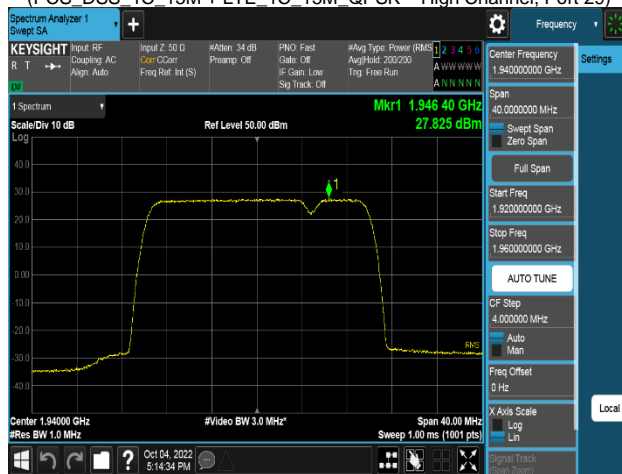 (PCS_DSS_1C_15M + LTE_1C_15M_QPSK - High Channel, Port 29)
Spectrum Analyzer 1
Swept SA
Frequency
KEYSIGHT
R T
LV
Input: RF
Coupling: AC
Align: Auto
Input Z: 50 Ω
Corr CCorr
Freq Ref: Int (S)
#Atten: 34 dB
Preamp: Off
PNO: Fast
Gate: Off
IF Gain: Low
Sig Track: Off
#Avg Type: Power (RMS
Avg|Hold: 200/200
Trig: Free Run
1 2 3 4 5 6
A W W W W W
A N N N N N
1 Spectrum
Mkr1 1.946 40 GHz
Scale/Div 10 dB
Ref Level 50.00 dBm
27.825 dBm
Log
40.0
30.0
20.0
10.0
0.00
-10.0
-20.0
-30.0
-40.0
1
RMS
Center 1.94000 GHz
#Video BW 3.0 MHz*
Span 40.00 MHz
#Res BW 1.0 MHz
Sweep 1.00 ms (1001 pts)
Oct 04, 2022
5:14:34 PM
Center Frequency
1.940000000 GHz
Settings
Span
40.0000000 MHz
Swept Span
Zero Span
Full Span
Start Freq
1.920000000 GHz
Stop Freq
1.960000000 GHz
AUTO TUNE
CF Step
4.000000 MHz
Auto
Man
Freq Offset
0 Hz
X Axis Scale
Log
Lin
Local
Signal Track
(Span Zoom)